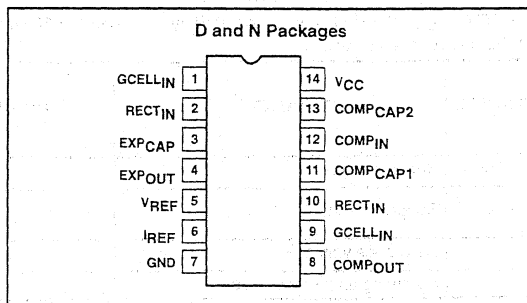 D and N Packages
GCELLIN 1
RECTIN 2
EXPCAP 3
EXPOUT 4
VREF 5
IREF 6
GND 7
14 VCC
13 COMPCAP2
12 COMPIN
11 COMPCAP1
10 RECTIN
9 GCELLIN
8 COMPOUT